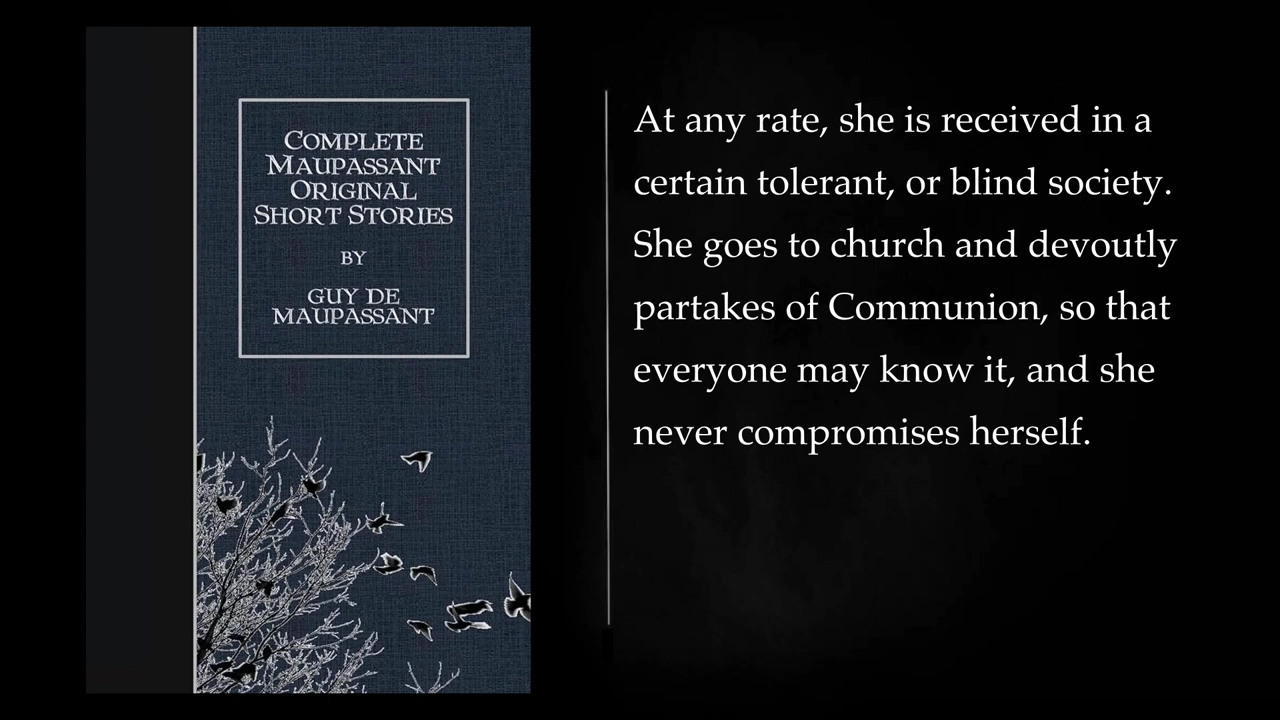 COMPLETE
MAUPASSANT
ORIGINAL
SHORT STORIES
BY
GUY DE
MAUPASSANT
At any rate, she is received in a
certain tolerant, or blind society.
She goes to church and devoutly
partakes of Communion, so that
everyone may know it, and she
never compromises herself.